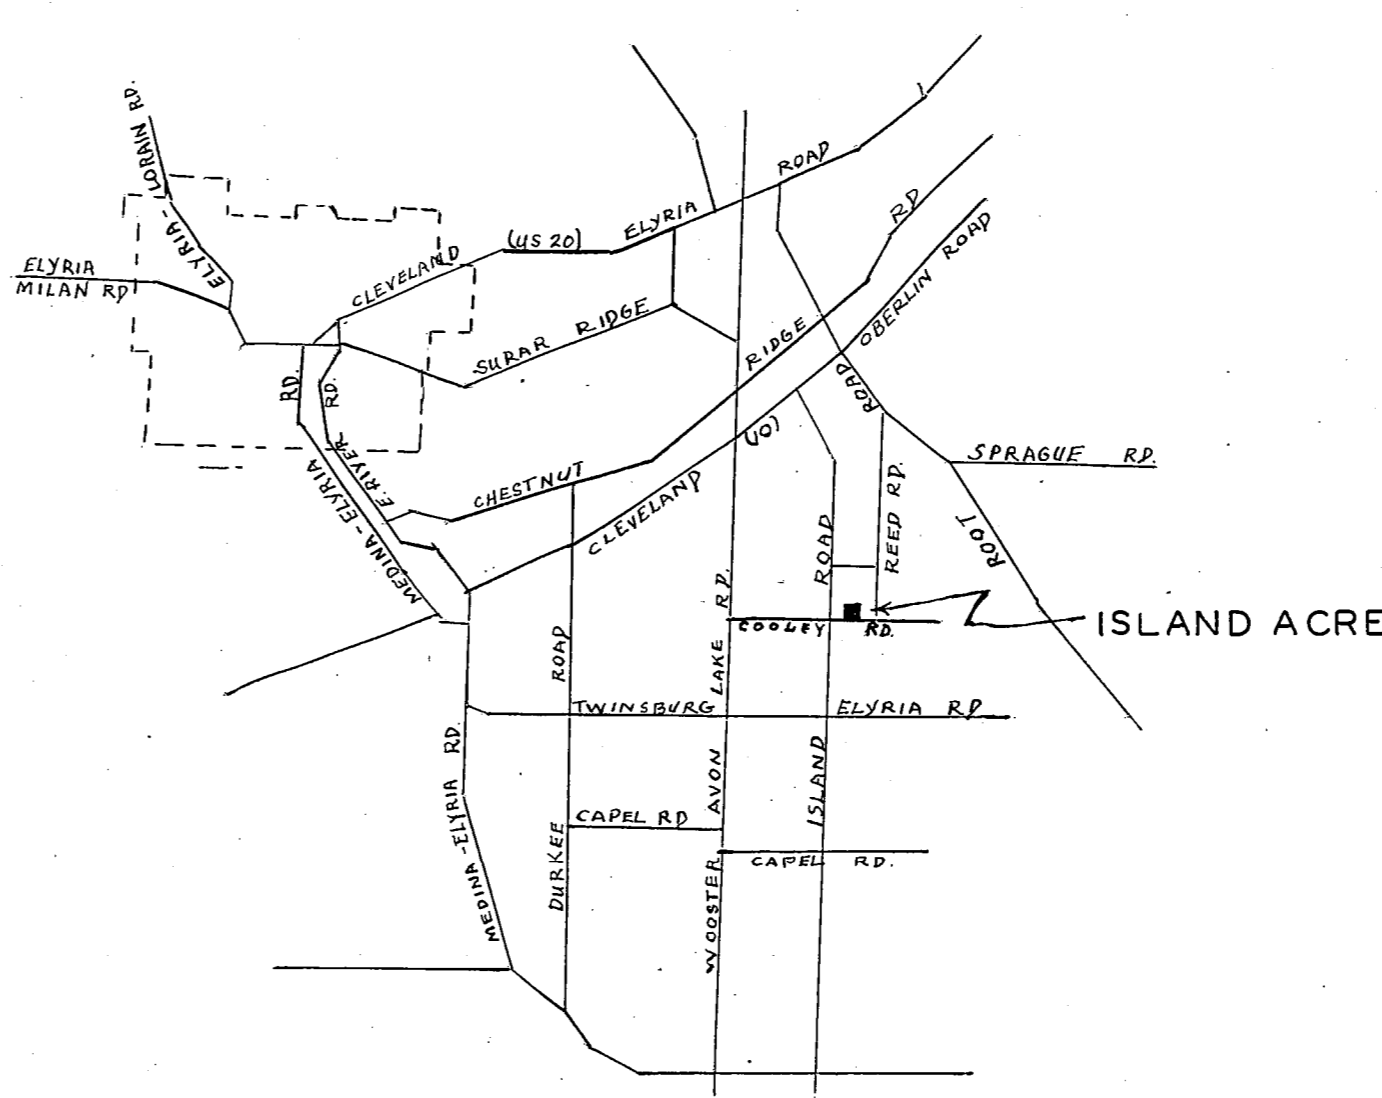 ELYRIA-LORAIN RD.
ELYRIA
MILAN RD
CLEVELAND
(US 20)
ELYRIA
ROAD
SURAR RIDGE
CHESTNUT
RIDGE
RD
CLEVELAND
(10)
OBERLIN ROAD
RD.
MEDINA-ELYRIA
E. RIVER
RD.
ROAD
ROOT
SPRAGUE RD.
REED RD.
ISLAND ACRE
COOLEY RD.
TWINSBURG ELYRIA RD
CAPEL RD
CAPEL RD.
MEDINA-ELYRIA RD.
DURKEE ROAD
WOOSTER AVON LAKE RD.
ISLAND ROAD